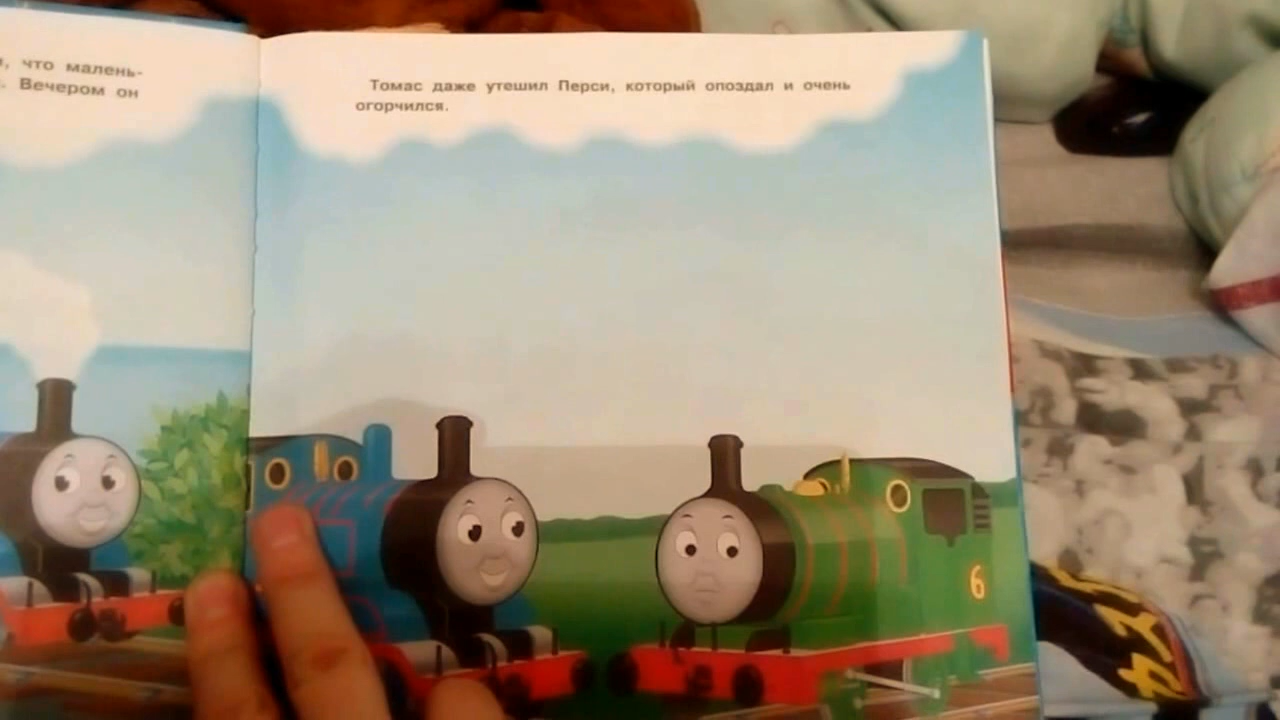 , что малень-
. Вечером он
Томас даже утешил Перси, который опоздал и очень
огорчился.
6